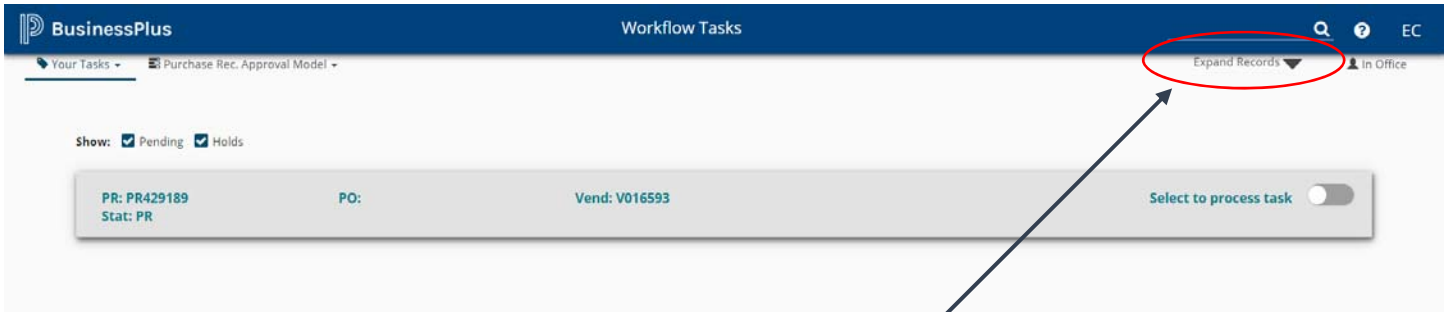 BusinessPlus
Workflow Tasks
EC
Your Tasks
Purchase Rec. Approval Model
Expand Records
In Office
Show: Pending Holds
PR: PR429189 PO: Vend: V016593 Select to process task
Stat: PR